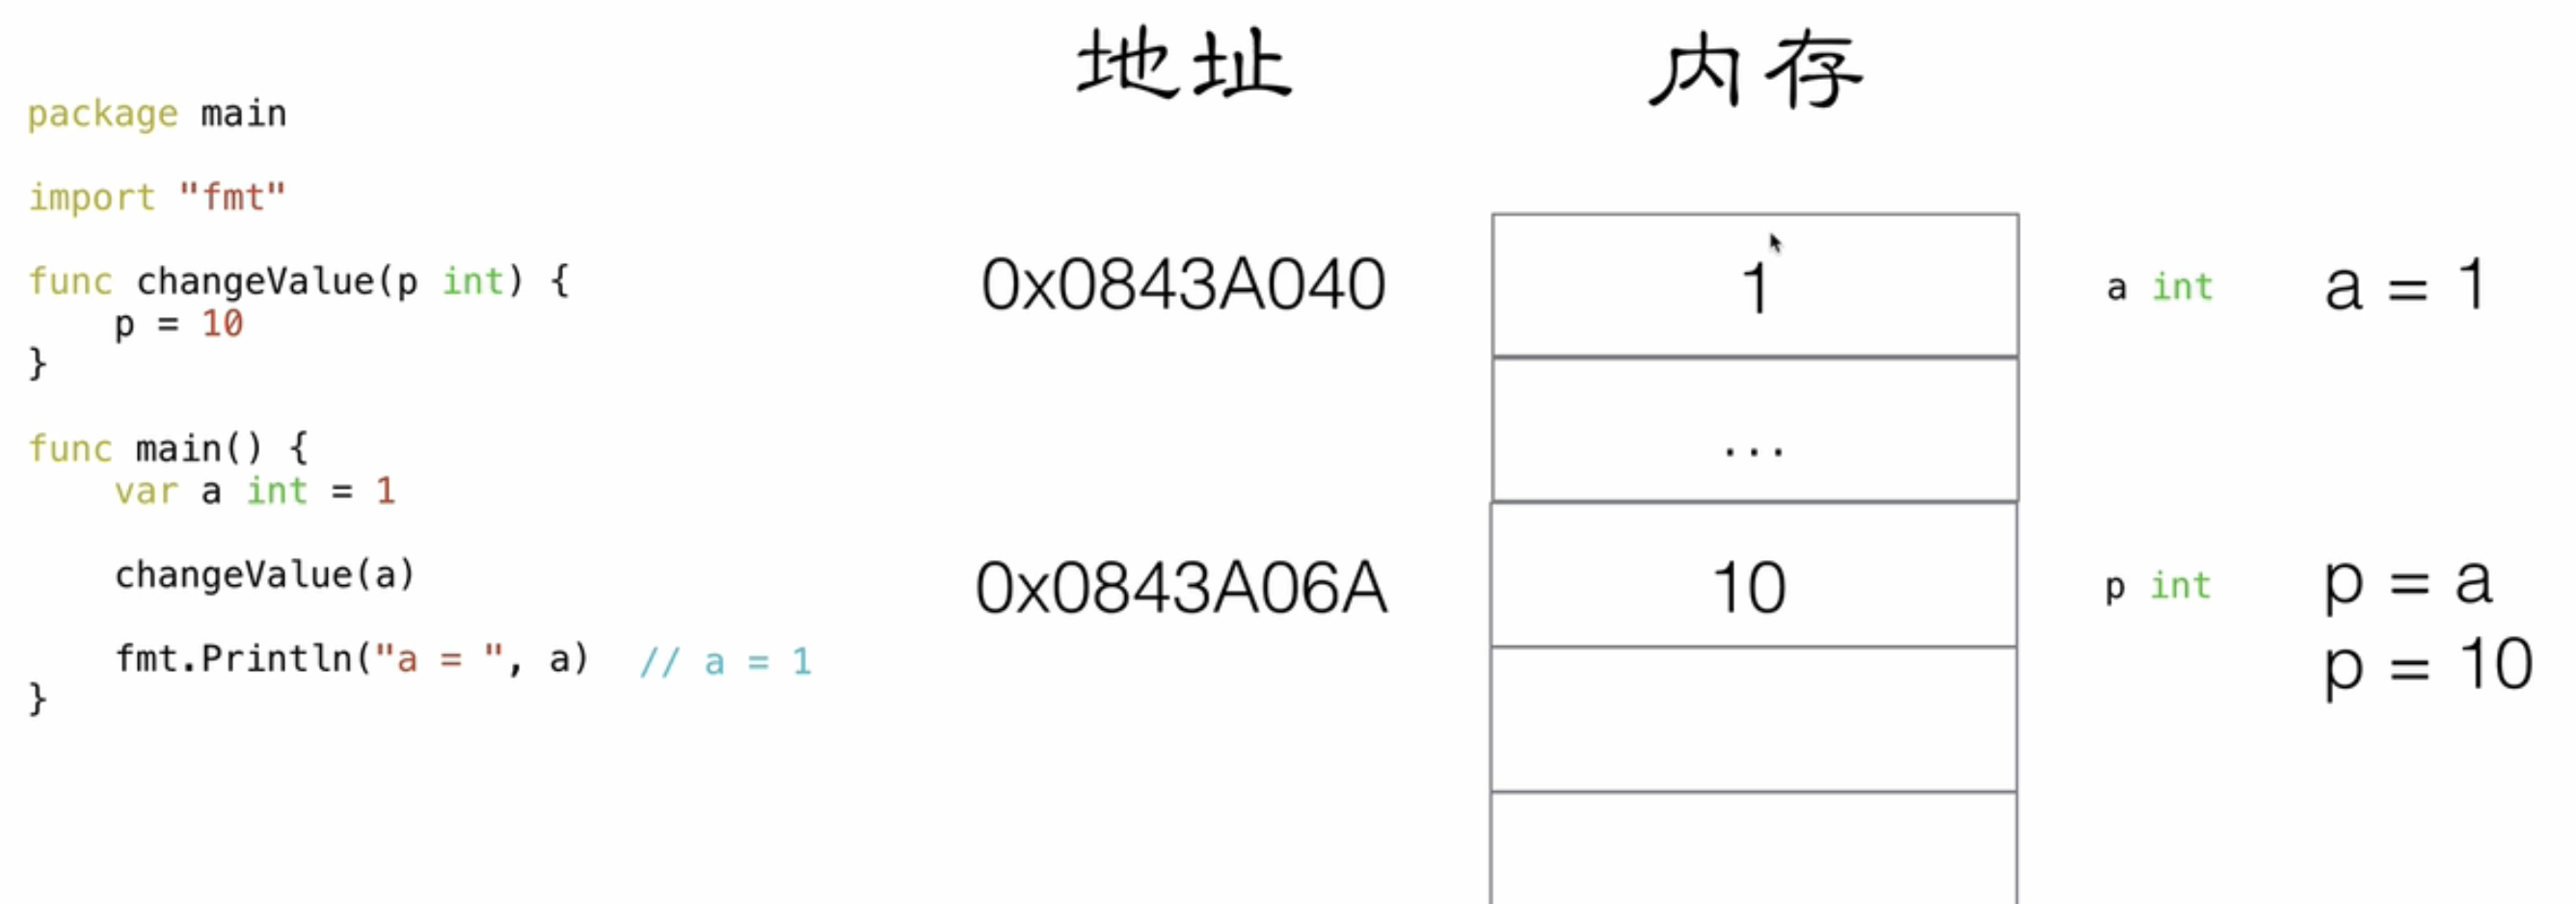 package main
import "fmt"
func changeValue(p int) {
    p = 10
}
func main() {
    var a int = 1
    changeValue(a)
    fmt.Println("a = ", a)  // a = 1
}
地址
内存
0x0843A040
1
a int
a = 1
...
0x0843A06A
10
p int
p = a
p = 10